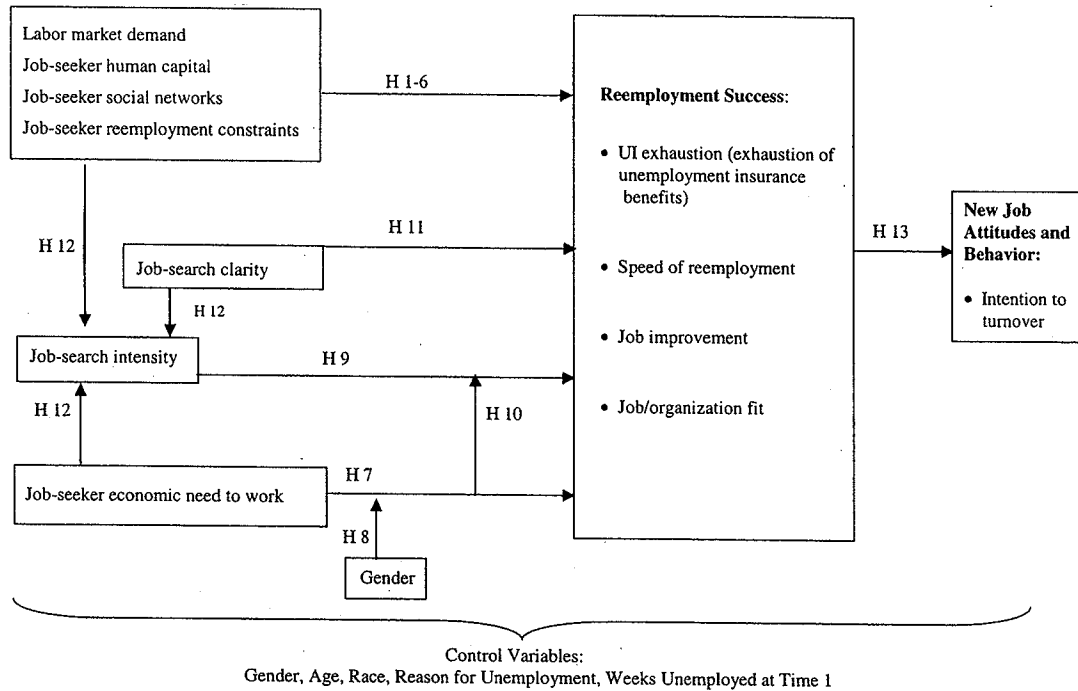 Labor market demand
Job-seeker human capital
Job-seeker social networks
Job-seeker reemployment constraints
H 1-6
Reemployment Success:
• UI exhaustion (exhaustion of
unemployment insurance
benefits)
• Speed of reemployment
• Job improvement
• Job/organization fit
H 13
New Job
Attitudes and
Behavior:
• Intention to
turnover
H 12
H 11
Job-search clarity
H 12
Job-search intensity
H 9
H 12
H 10
H 7
Job-seeker economic need to work
H 8
Gender
Control Variables:
Gender, Age, Race, Reason for Unemployment, Weeks Unemployed at Time 1